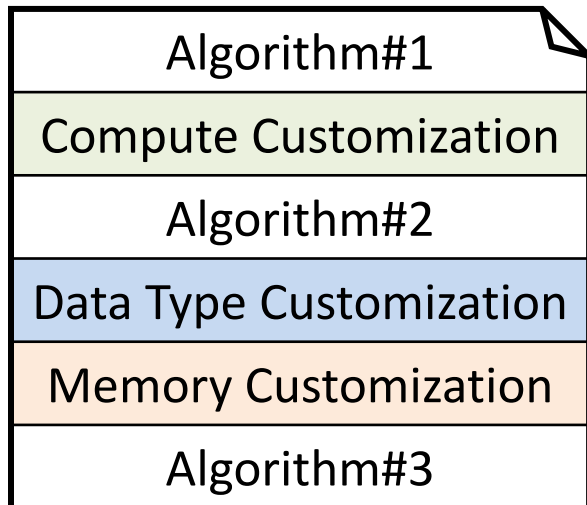 Algorithm#1
Compute Customization
Algorithm#2
Data Type Customization
Memory Customization
Algorithm#3